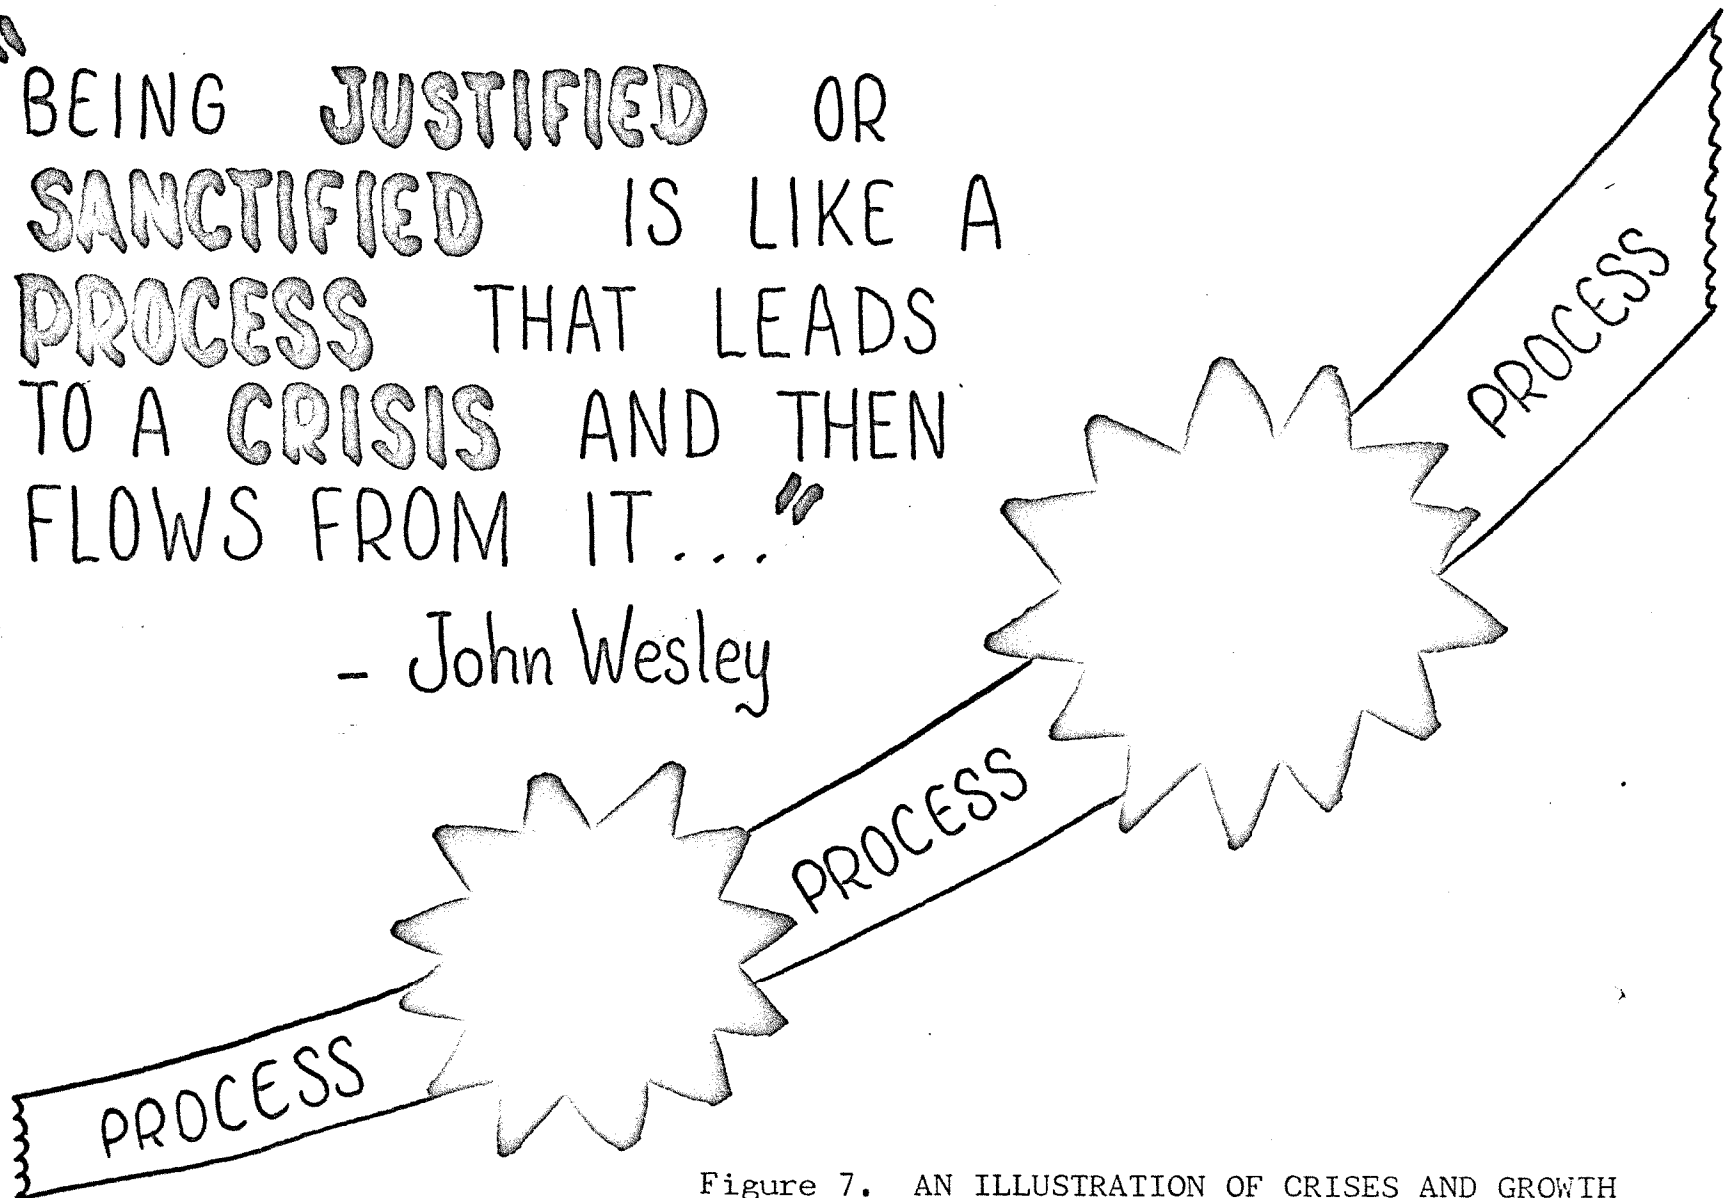 "BEING JUSTIFIED OR
SANCTIFIED IS LIKE A
PROCESS THAT LEADS
TO A CRISIS AND THEN
FLOWS FROM IT..."
- John Wesley
PROCESS
PROCESS
PROCESS
Figure 7. AN ILLUSTRATION OF CRISES AND GROWTH